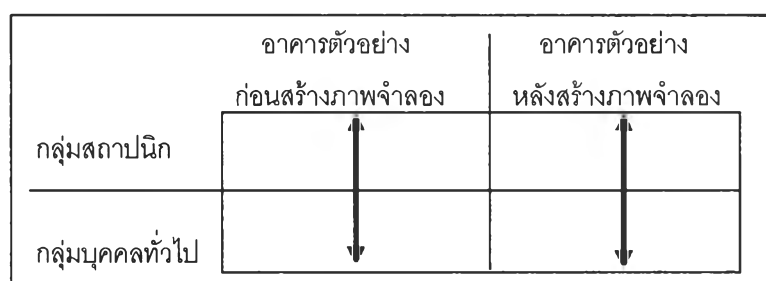 อาคารตัวอย่าง อาคารตัวอย่าง
ก่อนสร้างภาพจำลอง หลังสร้างภาพจำลอง
กลุ่มสถาปนิก
กลุ่มบุคคลทั่วไป